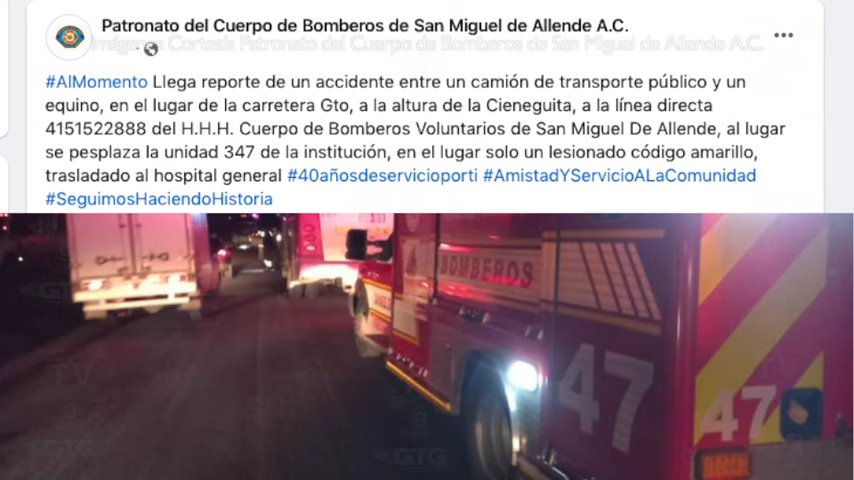 Patronato del Cuerpo de Bomberos de San Miguel de Allende A.C.
Imágenes Cortesía Patronato del Cuerpo de Bomberos de San Miguel de Allende A.C.
#AlMomento Llega reporte de un accidente entre un camión de transporte público y un
equino, en el lugar de la carretera Gto, a la altura de la Cieneguita, a la línea directa
4151522888 del H.H.H. Cuerpo de Bomberos Voluntarios de San Miguel De Allende, al lugar
se pesplaza la unidad 347 de la institución, en el lugar solo un lesionado código amarillo,
trasladado al hospital general #40añosdeservicioporti #AmistadYServicioALaComunidad
#SeguimosHaciendoHistoria
BOMBEROS
47
47
GTG
GTG